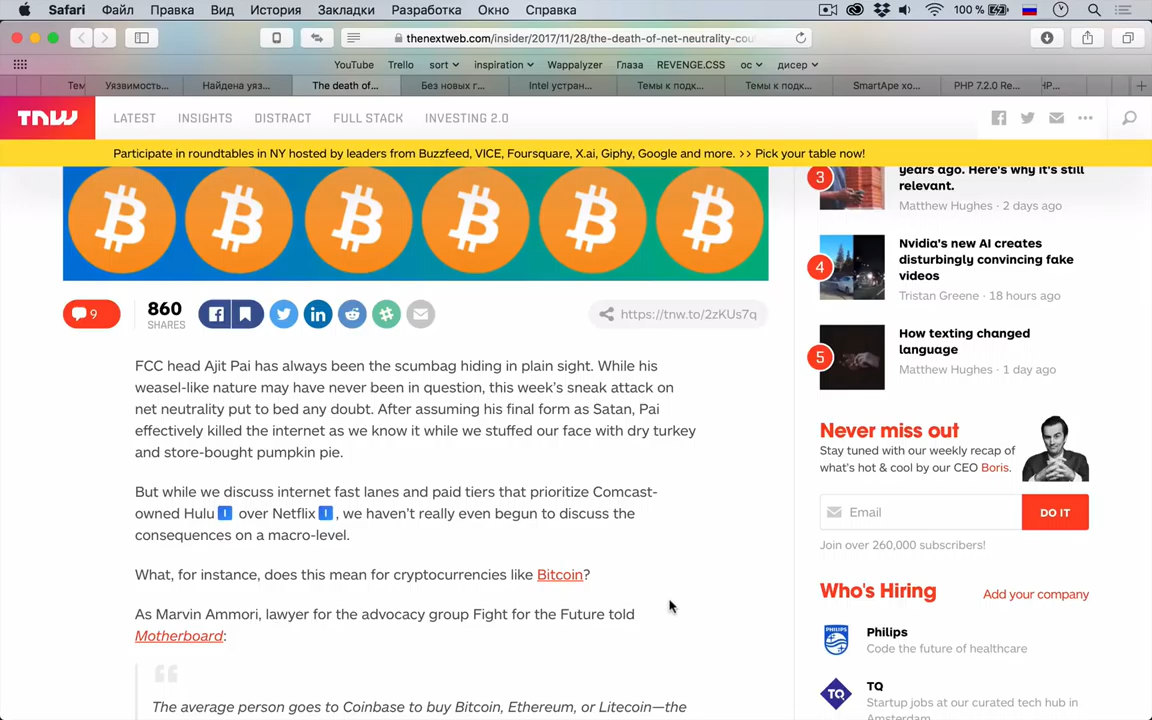 Safari Файл Правка Вид История Закладки Разработка Окно Справка 100 %
thenextweb.com/insider/2017/11/28/the-death-of-net-neutrality-cou
YouTube Trello sort inspiration Wappalyzer Глаза REVENGE.CSS ос дисер
Тем Уязвимость... Найдена уяз... The death of... Без новых г... Intel устран... Темы к подк... Темы к подк... SmartApe хо... PHP 7.2.0 Re... HP...
TNW LATEST INSIGHTS DISTRACT FULL STACK INVESTING 2.0
Participate in roundtables in NY hosted by leaders from Buzzfeed, VICE, Foursquare, X.ai, Giphy, Google and more. >> Pick your table now!
9 860 SHARES https://tnw.to/2zKUs7q
FCC head Ajit Pai has always been the scumbag hiding in plain sight. While his
weasel-like nature may have never been in question, this week’s sneak attack on
net neutrality put to bed any doubt. After assuming his final form as Satan, Pai
effectively killed the internet as we know it while we stuffed our face with dry turkey
and store-bought pumpkin pie.
But while we discuss internet fast lanes and paid tiers that prioritize Comcast-
owned Hulu over Netflix , we haven’t really even begun to discuss the
consequences on a macro-level.
What, for instance, does this mean for cryptocurrencies like Bitcoin?
As Marvin Ammori, lawyer for the advocacy group Fight for the Future told
Motherboard:
The average person goes to Coinbase to buy Bitcoin, Ethereum, or Litecoin—the
3
years ago. Here's why it's still
relevant.
Matthew Hughes · 2 days ago
4
Nvidia's new AI creates
disturbingly convincing fake
videos
Tristan Greene · 18 hours ago
5
How texting changed
language
Matthew Hughes · 1 day ago
Never miss out
Stay tuned with our weekly recap of
what’s hot & cool by our CEO Boris.
Email DO IT
Join over 260,000 subscribers!
Who's Hiring Add your company
PHILIPS
Philips
Code the future of healthcare
TQ
TQ
Startup jobs at our curated tech hub in
Amsterdam